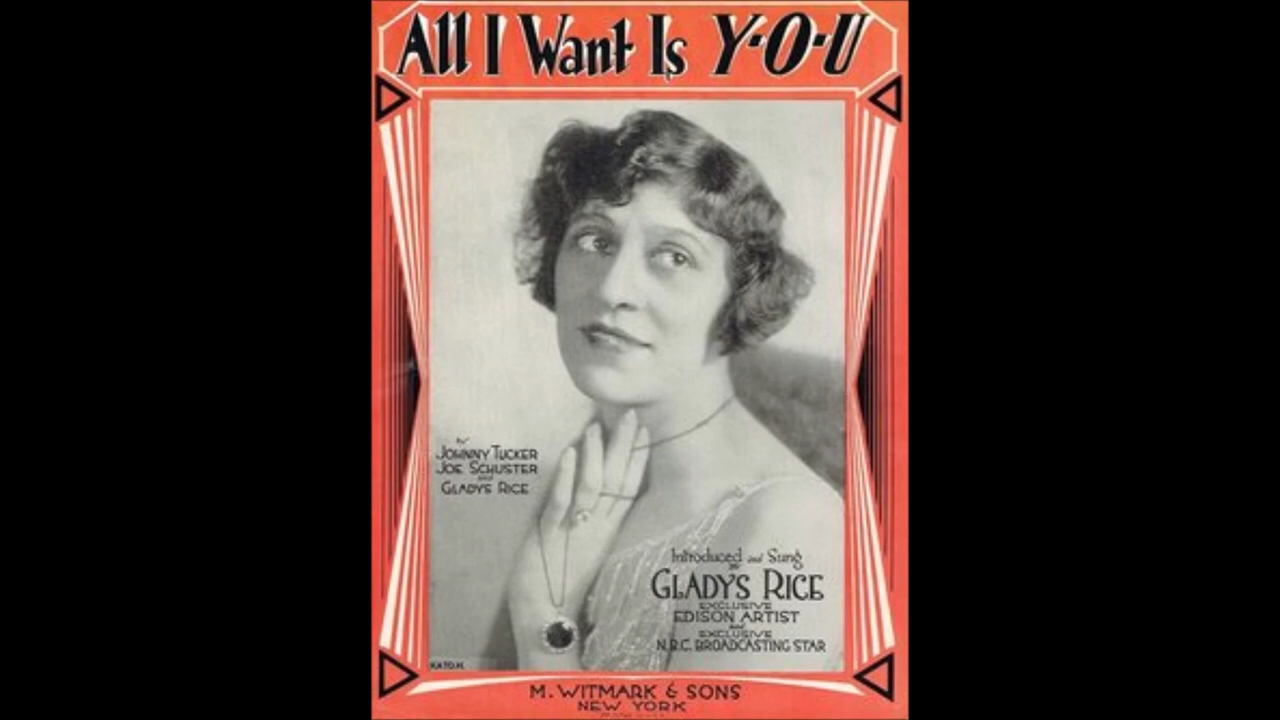 All I Want Is Y-O-U
by
JOHNNY TUCKER
JOE SCHUSTER
and
GLADYS RICE
Introduced and Sung
by
GLADYS RICE
EXCLUSIVE
EDISON ARTIST
and
EXCLUSIVE
N.B.C. BROADCASTING STAR
KATO.N.
M. WITMARK & SONS
NEW YORK